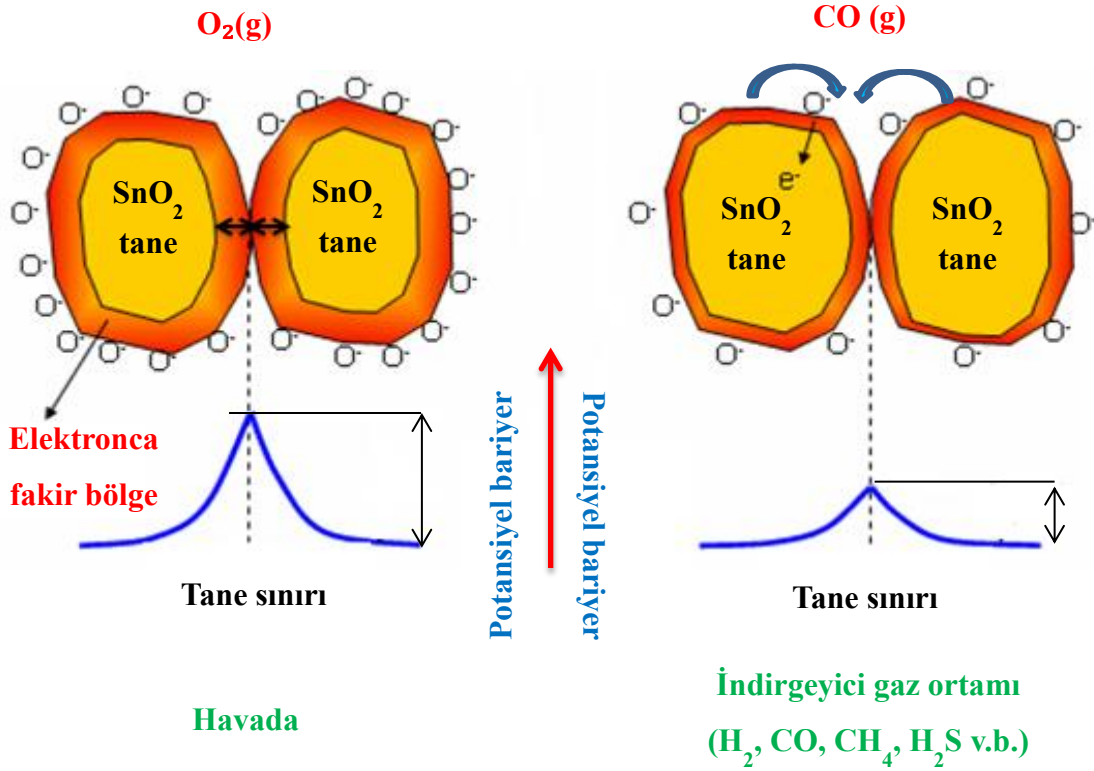 O₂(g)
O⁻ O⁻ O⁻ O⁻ O⁻ O⁻ O⁻
O⁻ O⁻
SnO₂
tane
SnO₂
tane
O⁻ O⁻
O⁻ O⁻
O⁻ O⁻
O⁻ O⁻ O⁻ O⁻ O⁻ O⁻ O⁻
Elektronca
fakir bölge
Tane sınırı
Havada
Potansiyel bariyer
Potansiyel bariyer
CO (g)
O⁻ O⁻ O⁻ O⁻
e⁻
SnO₂
tane
SnO₂
tane
O⁻
O⁻ O⁻
O⁻ O⁻
Tane sınırı
İndirgeyici gaz ortamı
(H₂, CO, CH₄, H₂S v.b.)